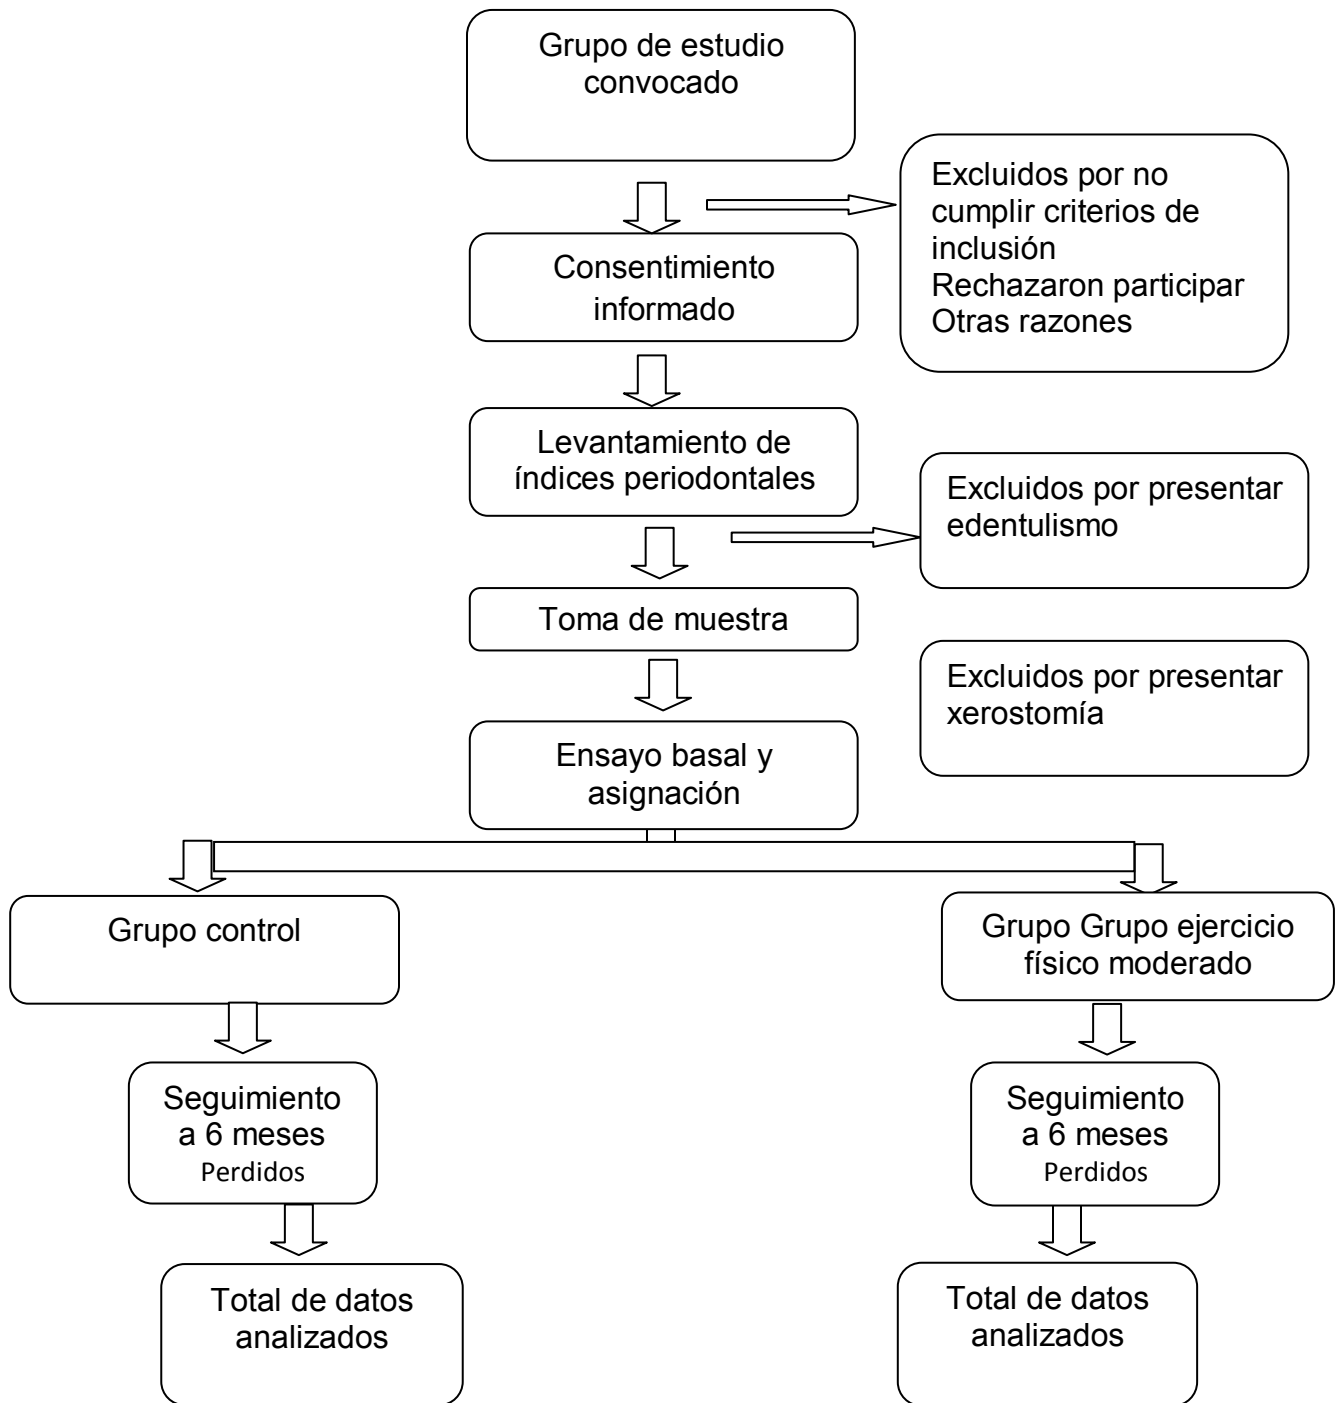 Grupo de estudio
convocado
Excluidos por no
cumplir criterios de
inclusión
Rechazaron participar
Otras razones
Consentimiento
informado
Levantamiento de
índices periodontales
Excluidos por presentar
edentulismo
Toma de muestra
Excluidos por presentar
xerostomía
Ensayo basal y
asignación
Grupo control
Grupo Grupo ejercicio
físico moderado
Seguimiento
a 6 meses
Perdidos
Seguimiento
a 6 meses
Perdidos
Total de datos
analizados
Total de datos
analizados